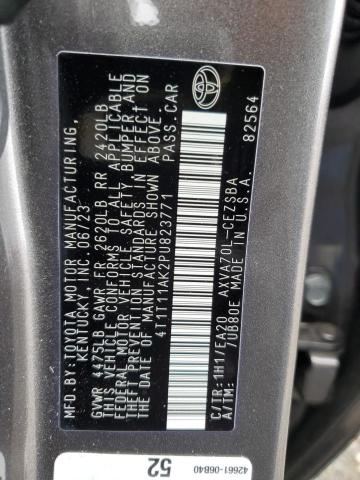 MFD. BY: TOYOTA MOTOR MANUFACTURING,
KENTUCKY, INC. 06/23
GVWR 4475LB GAWR FR 2620LB RR 2420LB
THIS VEHICLE CONFORMS TO ALL APPLICABLE
FEDERAL MOTOR VEHICLE SAFETY, BUMPER, AND
THEFT PREVENTION STANDARDS IN EFFECT ON
THE DATE OF MANUFACTURE SHOWN ABOVE.
4T1T11AK2PU823771 PASS.CAR
TOYOTA
C/TR: 1H1/EA20 AXVA70L-CEZSBA
A/TM: 7UB80E MADE IN U.S.A.
82564
52
42661-06B40